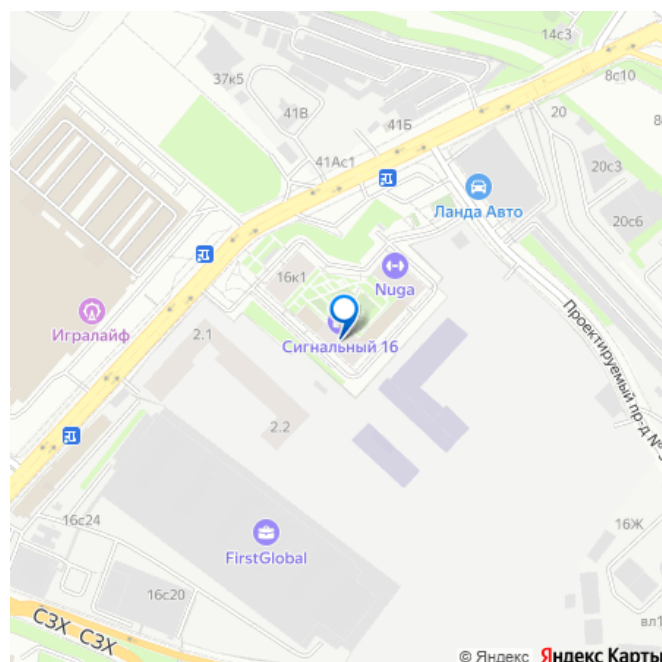 14с3
8с10
37к5
41В
41Б
20
8
41Ас1
20с3
Ланда Авто
20с6
16к1
Nuga
Игралайф
2.1
Сигнальный 16
Проектируемый пр-д №
2.2
16с24
16Ж
FirstGlobal
16с20
вл1
СЗХ СЗХ
© Яндекс Яндекс Карты